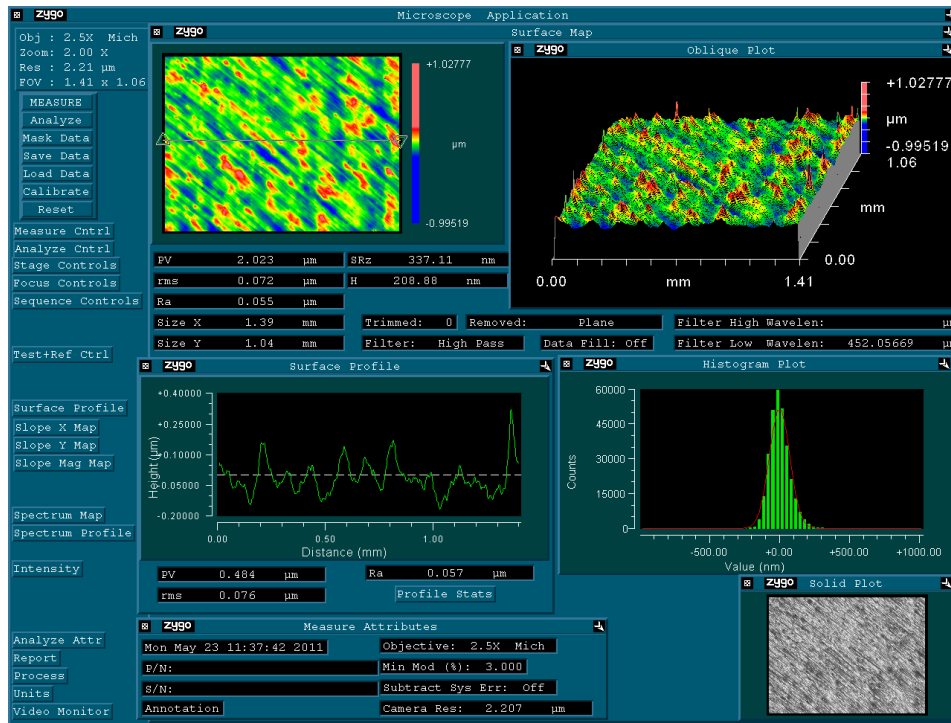 zygo Microscope Application
Obj : 2.5X Mich
Zoom: 2.00 X
Res : 2.21 µm
FOV : 1.41 x 1.06
MEASURE
Analyze
Mask Data
Save Data
Load Data
Calibrate
Reset
Measure Cntrl
Analyze Cntrl
Stage Controls
Focus Controls
Sequence Controls
Test+Ref Ctrl
Surface Profile
Slope X Map
Slope Y Map
Slope Mag Map
Spectrum Map
Spectrum Profile
Intensity
Analyze Attr
Report
Process
Units
Video Monitor
zygo Surface Map
+1.02777
µm
-0.99519
zygo Oblique Plot
+1.02777
µm
-0.99519
1.06
mm
0.00
0.00 mm 1.41
PV 2.023 µm SRz 337.11 nm
rms 0.072 µm H 208.88 nm
Ra 0.055 µm
Size X 1.39 mm Trimmed: 0 Removed: Plane Filter High Wavelen:
Size Y 1.04 mm Filter: High Pass Data Fill: Off Filter Low Wavelen: 452.05669
zygo Surface Profile
+0.40000
+0.25000
+0.10000
-0.05000
-0.20000
Height (µm)
0.00 0.50 1.00
Distance (mm)
PV 0.484 µm Ra 0.057 µm
rms 0.076 µm Profile Stats
zygo Histogram Plot
60000
45000
30000
15000
0
Counts
-500.00 +0.00 +500.00 +1000.00
Value (nm)
zygo Solid Plot
zygo Measure Attributes
Mon May 23 11:37:42 2011 Objective: 2.5X Mich
P/N: Min Mod (%): 3.000
S/N: Subtract Sys Err: Off
Annotation Camera Res: 2.207 µm